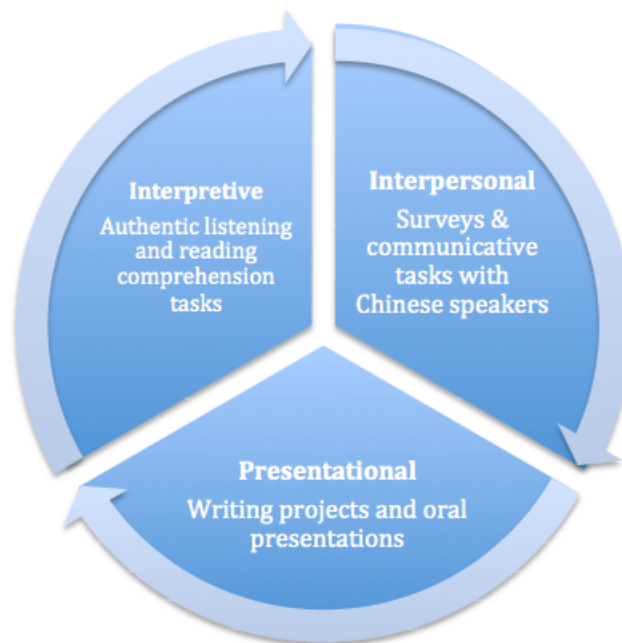 Interpretive
Authentic listening
and reading
comprehension
tasks
Interpersonal
Surveys &
communicative
tasks with
Chinese speakers
Presentational
Writing projects and oral
presentations